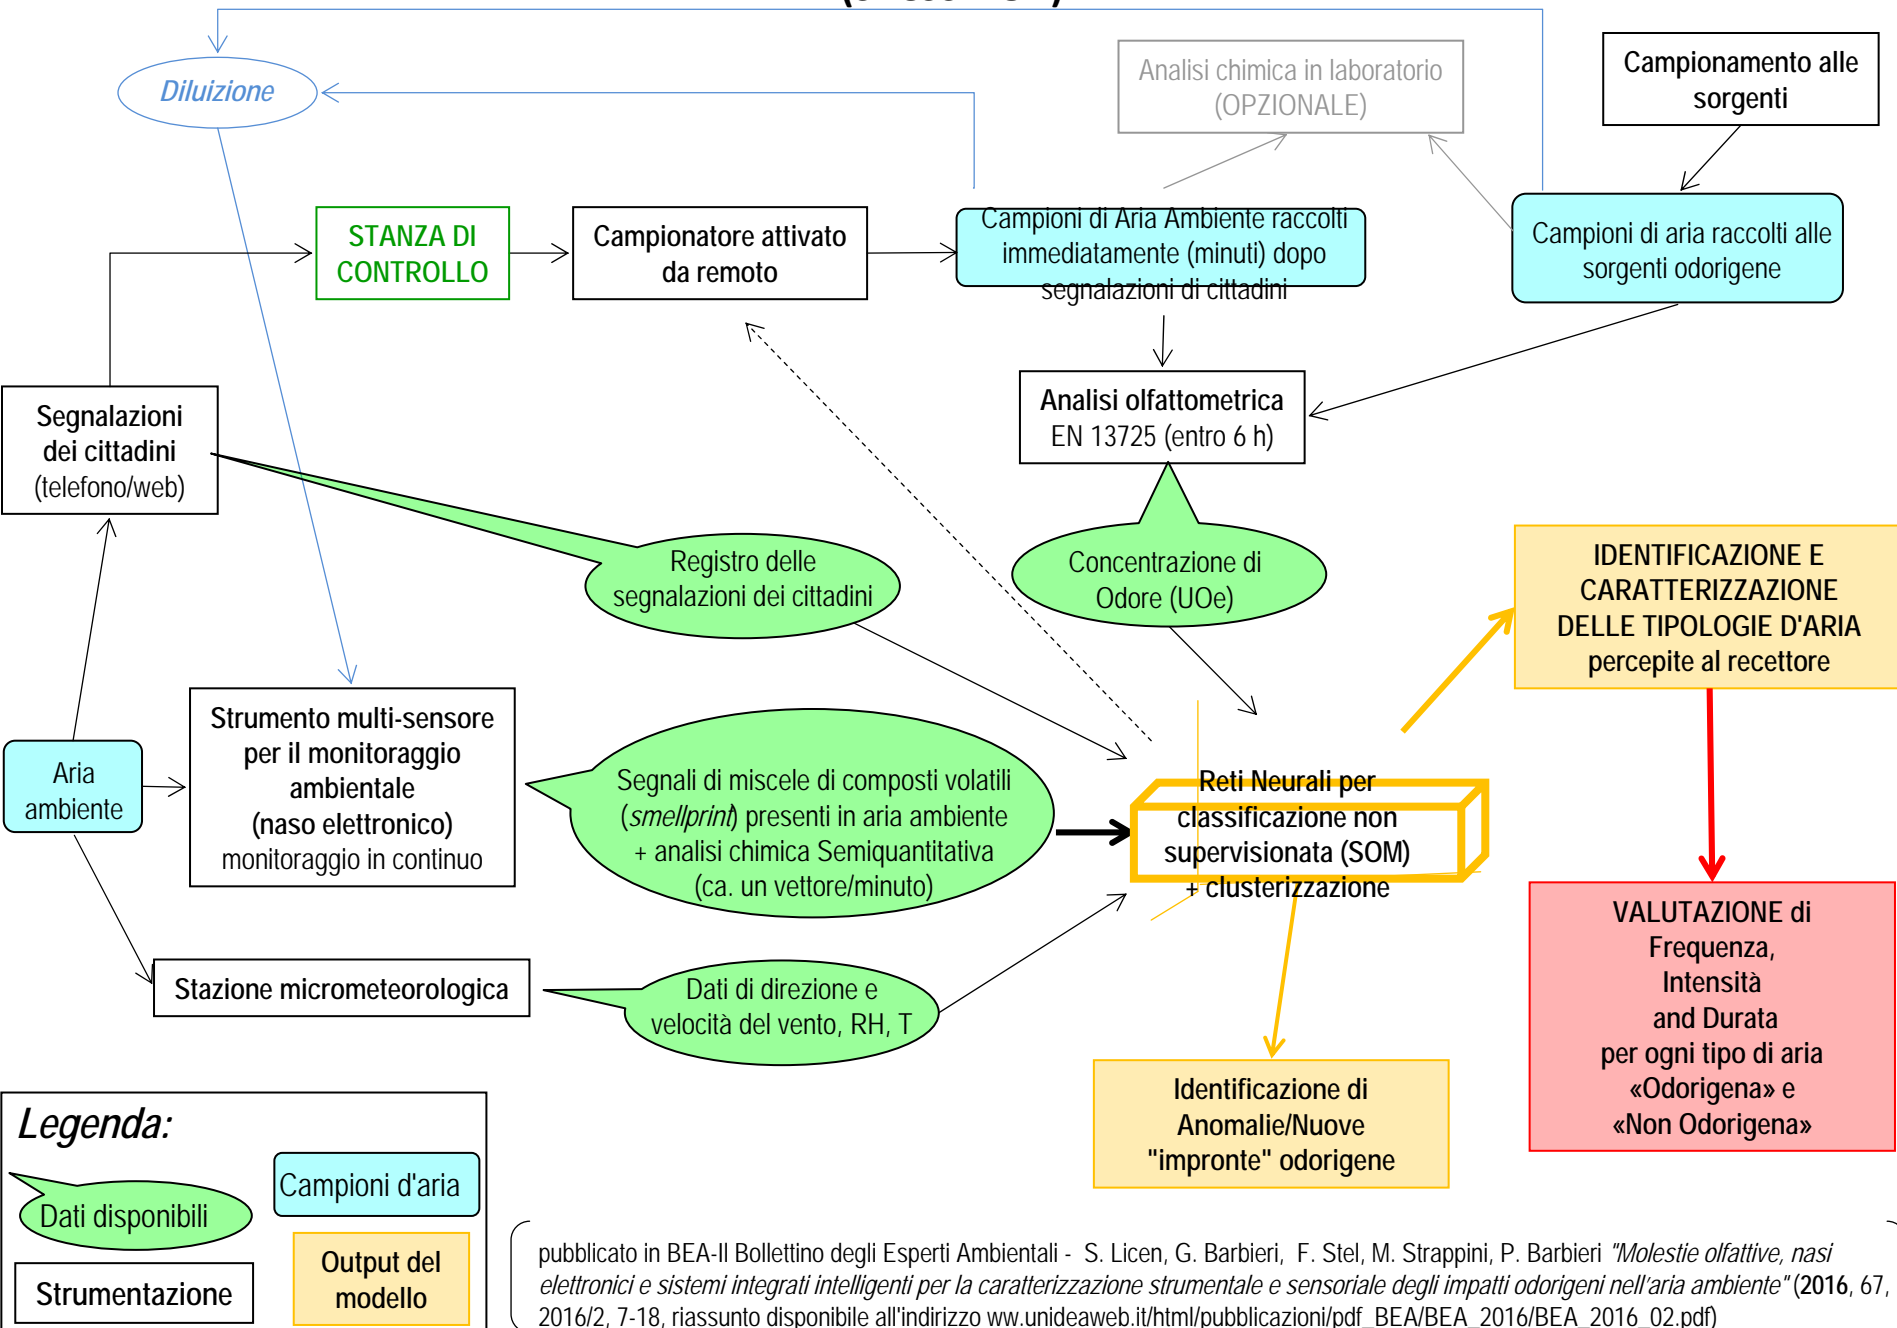 Diluizione
Analisi chimica in laboratorio
(OPZIONALE)
Campionamento alle
sorgenti
STANZA DI
CONTROLLO
Campionatore attivato
da remoto
Campioni di Aria Ambiente raccolti
immediatamente (minuti) dopo
segnalazioni di cittadini
Campioni di aria raccolti alle
sorgenti odorigene
Segnalazioni
dei cittadini
(telefono/web)
Analisi olfattometrica
EN 13725 (entro 6 h)
Registro delle
segnalazioni dei cittadini
Concentrazione di
Odore (UOe)
IDENTIFICAZIONE E
CARATTERIZZAZIONE
DELLE TIPOLOGIE D'ARIA
percepite al recettore
Aria
ambiente
Strumento multi-sensore
per il monitoraggio
ambientale
(naso elettronico)
monitoraggio in continuo
Segnali di miscele di composti volatili
(smellprint) presenti in aria ambiente
+ analisi chimica Semiquantitativa
(ca. un vettore/minuto)
Reti Neurali per
classificazione non
supervisionata (SOM)
+ clusterizzazione
Stazione micrometeorologica
Dati di direzione e
velocità del vento, RH, T
VALUTAZIONE di
Frequenza,
Intensità
and Durata
per ogni tipo di aria
«Odorigena» e
«Non Odorigena»
Identificazione di
Anomalie/Nuove
"impronte" odorigene
Legenda:
Dati disponibili
Campioni d'aria
Strumentazione
Output del
modello
pubblicato in BEA-Il Bollettino degli Esperti Ambientali - S. Licen, G. Barbieri, F. Stel, M. Strappini, P. Barbieri "Molestie olfattive, nasi
elettronici e sistemi integrati intelligenti per la caratterizzazione strumentale e sensoriale degli impatti odorigeni nell'aria ambiente" (2016, 67,
2016/2, 7-18, riassunto disponibile all'indirizzo ww.unideaweb.it/html/pubblicazioni/pdf_BEA/BEA_2016/BEA_2016_02.pdf)